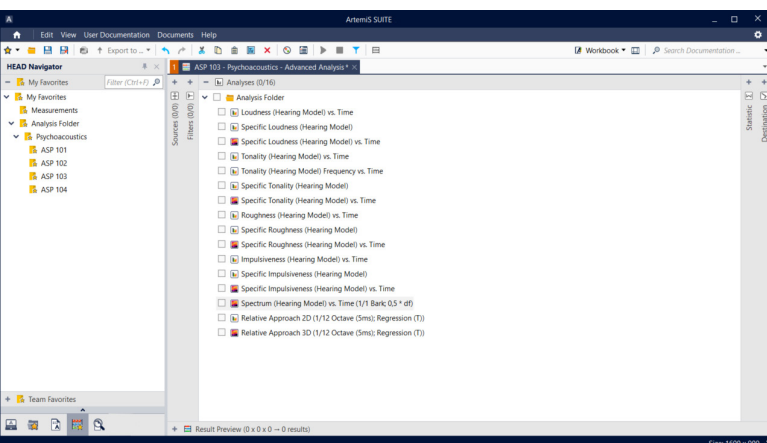 ArtemiS SUITE
Edit View User Documentation Documents Help
Export to ... Workbook Search Documentation ...
HEAD Navigator
1 ASP 103 - Psychoacoustics - Advanced Analysis*
My Favorites Filter (Ctrl+F)
Analyses (0/16)
My Favorites
Measurements
Analysis Folder
Psychoacoustics
ASP 101
ASP 102
ASP 103
ASP 104
Sources (0/0)
Filters (0/0)
Analysis Folder
Loudness (Hearing Model) vs. Time
Specific Loudness (Hearing Model)
Specific Loudness (Hearing Model) vs. Time
Tonality (Hearing Model) vs. Time
Tonality (Hearing Model) Frequency vs. Time
Specific Tonality (Hearing Model)
Specific Tonality (Hearing Model) vs. Time
Roughness (Hearing Model) vs. Time
Specific Roughness (Hearing Model)
Specific Roughness (Hearing Model) vs. Time
Impulsiveness (Hearing Model) vs. Time
Specific Impulsiveness (Hearing Model)
Specific Impulsiveness (Hearing Model) vs. Time
Spectrum (Hearing Model) vs. Time (1/1 Bark; 0,5 * df)
Relative Approach 2D (1/12 Octave (5ms); Regression (T))
Relative Approach 3D (1/12 Octave (5ms); Regression (T))
Statistic
Destination
Team Favorites
Result Preview (0 x 0 x 0 → 0 results)